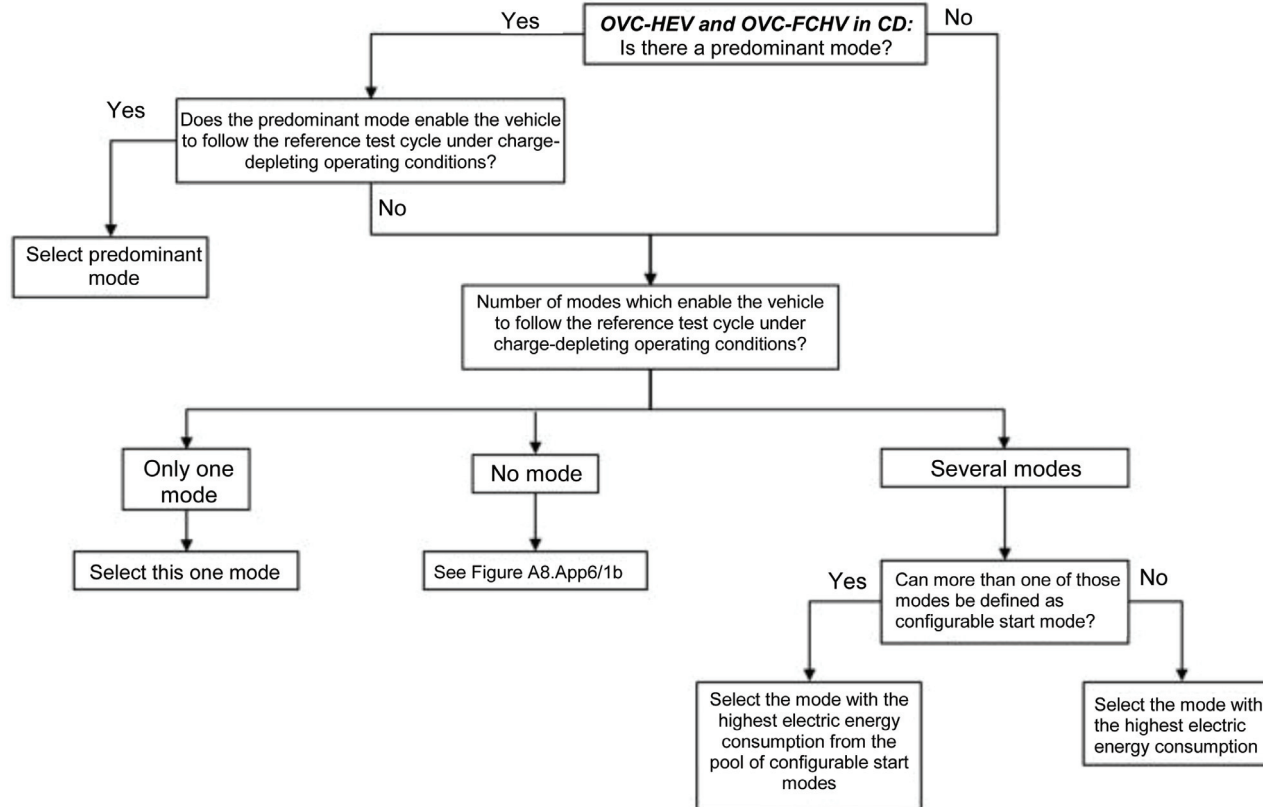 Yes
OVC-HEV and OVC-FCHV in CD:
Is there a predominant mode?
No
Yes
Does the predominant mode enable the vehicle
to follow the reference test cycle under charge-
depleting operating conditions?
No
Select predominant
mode
Number of modes which enable the vehicle
to follow the reference test cycle under
charge-depleting operating conditions?
Only one
mode
No mode
Several modes
Select this one mode
See Figure A8.App6/1b
Yes
Can more than one of those
modes be defined as
configurable start mode?
No
Select the mode with the
highest electric energy
consumption from the
pool of configurable start
modes
Select the mode with
the highest electric
energy consumption